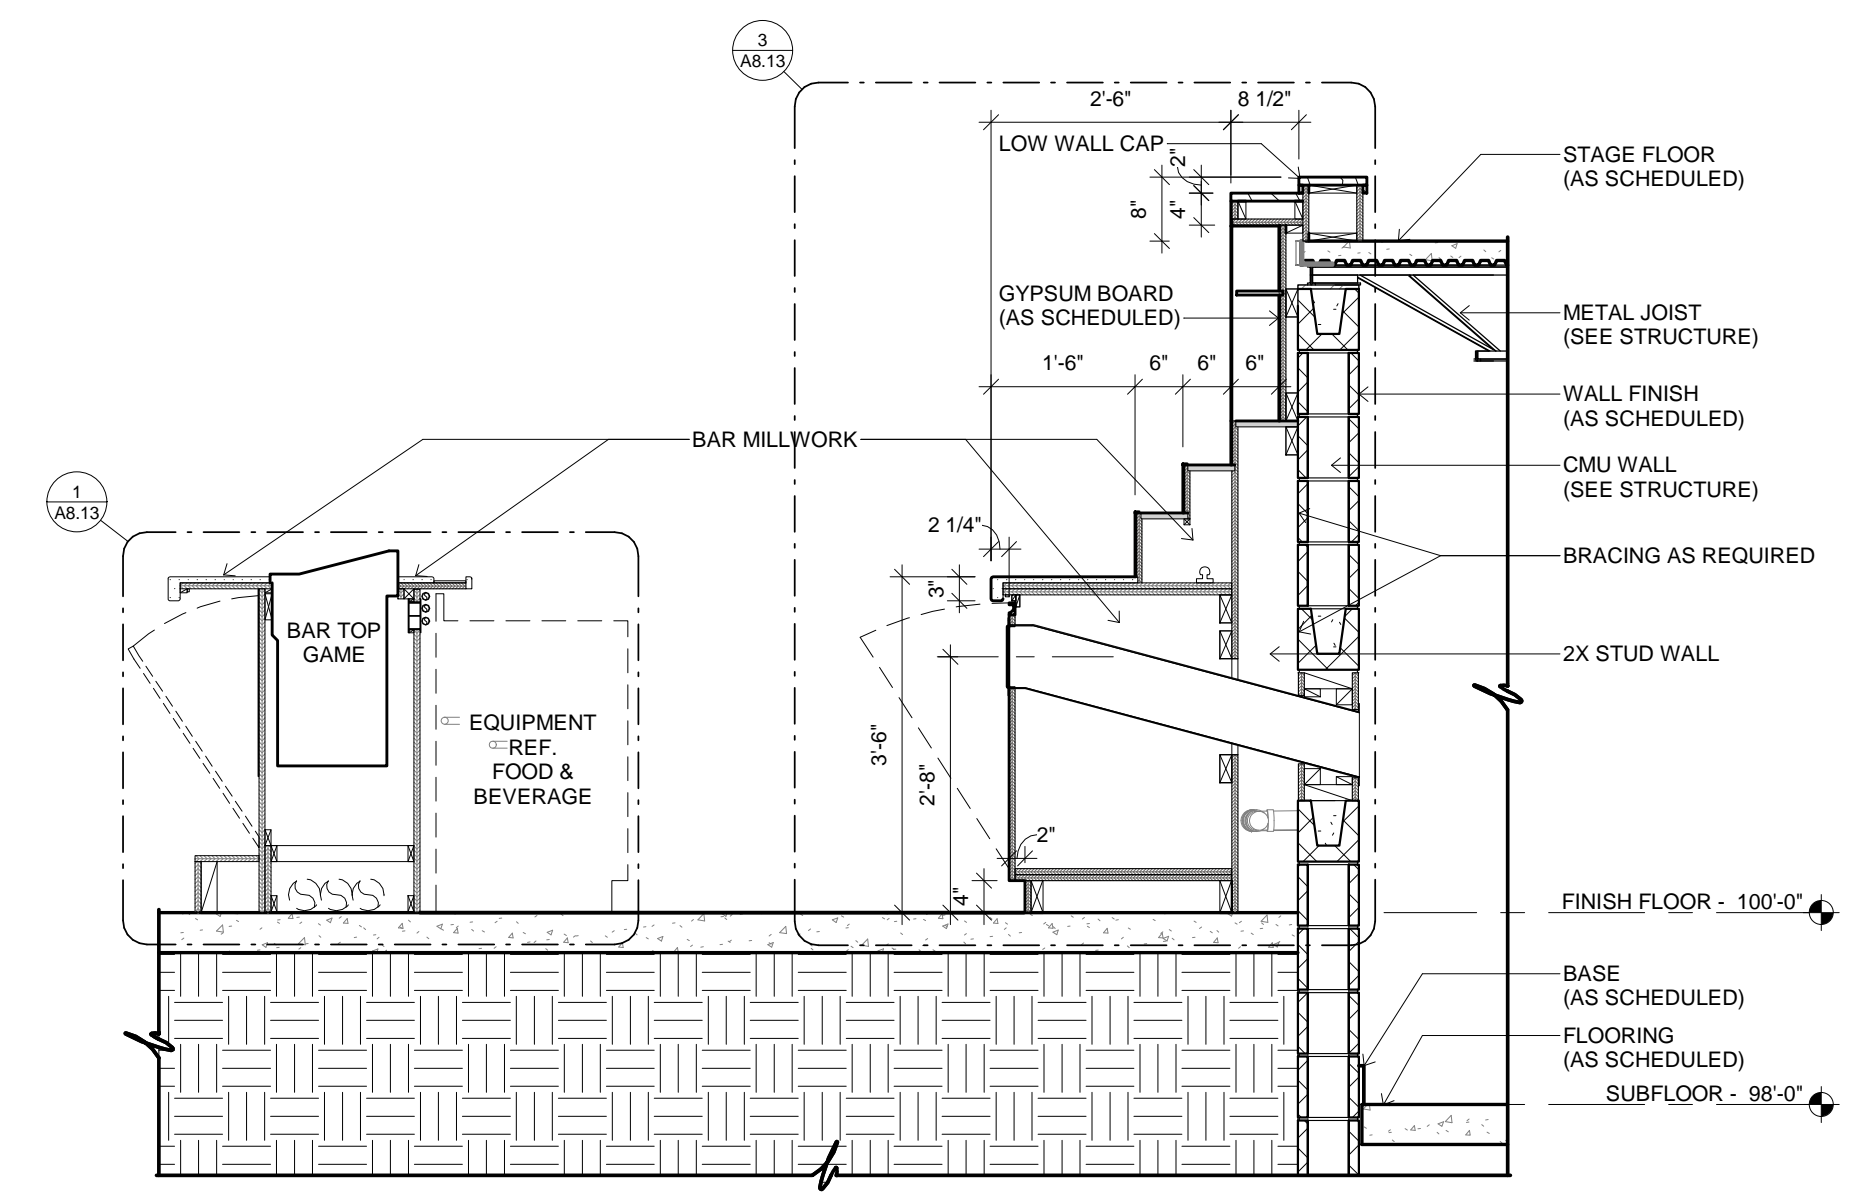 3
A8.13
2'-6"
8 1/2"
LOW WALL CAP
2"
8"
4"
STAGE FLOOR
(AS SCHEDULED)
GYPSUM BOARD
(AS SCHEDULED)
METAL JOIST
(SEE STRUCTURE)
1'-6"
6"
6"
6"
WALL FINISH
(AS SCHEDULED)
BAR MILLWORK
CMU WALL
(SEE STRUCTURE)
1
A8.13
2 1/4"
BRACING AS REQUIRED
3"
BAR TOP
GAME
2X STUD WALL
EQUIPMENT
REF.
FOOD &
BEVERAGE
3'-6"
2'-8"
2"
4"
FINISH FLOOR - 100'-0"
BASE
(AS SCHEDULED)
FLOORING
(AS SCHEDULED)
SUBFLOOR - 98'-0"